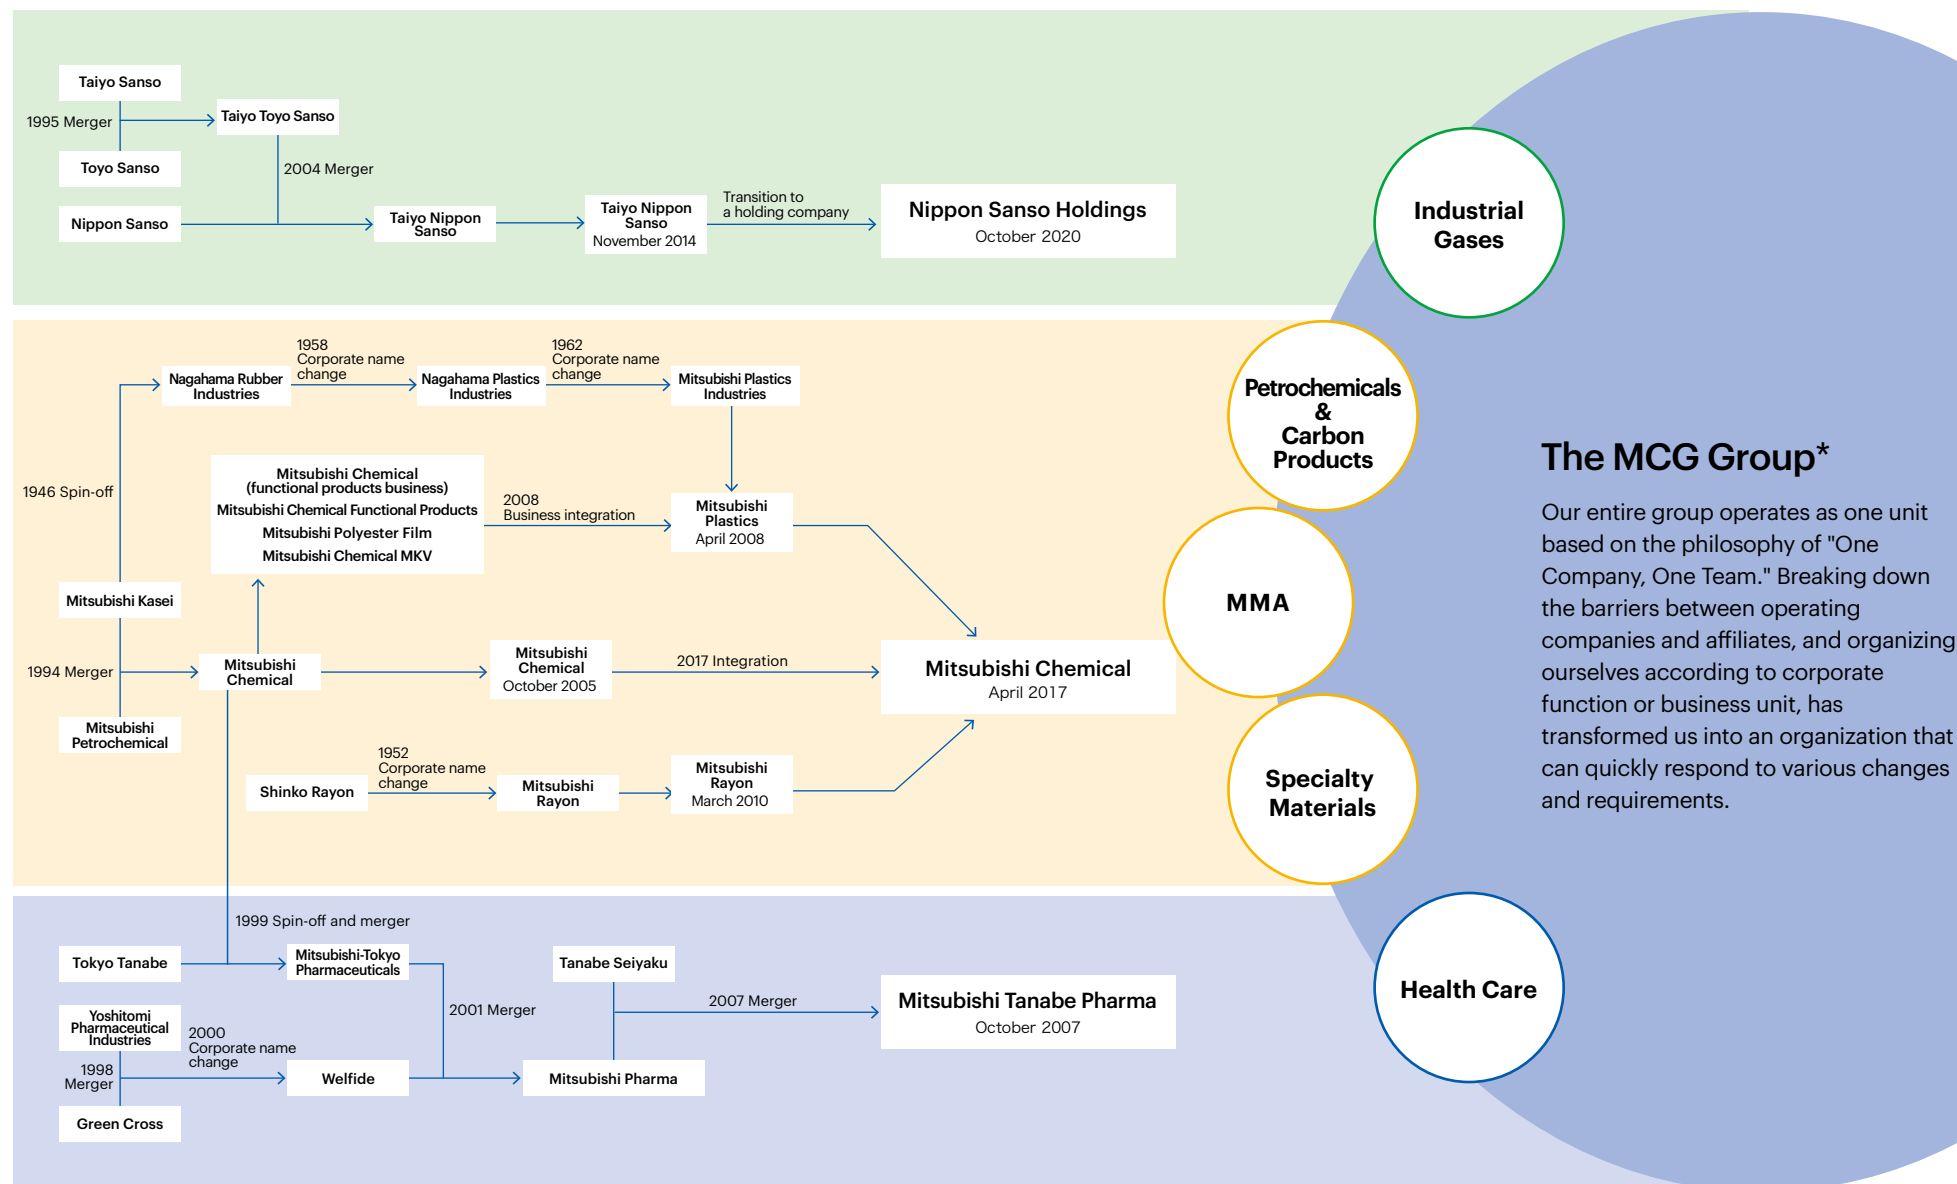 Taiyo Sanso
1995 Merger
Taiyo Toyo Sanso
Toyo Sanso
2004 Merger
Nippon Sanso
Taiyo Nippon
Sanso
Taiyo Nippon
Sanso
November 2014
Transition to
a holding company
Nippon Sanso Holdings
October 2020
Industrial
Gases
1946 Spin-off
Nagahama Rubber
Industries
1958
Corporate name
change
Nagahama Plastics
Industries
1962
Corporate name
change
Mitsubishi Plastics
Industries
Mitsubishi Chemical
(functional products business)
Mitsubishi Chemical Functional Products
Mitsubishi Polyester Film
Mitsubishi Chemical MKV
2008
Business integration
Mitsubishi
Plastics
April 2008
Mitsubishi Kasei
1994 Merger
Mitsubishi
Petrochemical
Mitsubishi
Chemical
Mitsubishi
Chemical
October 2005
2017 Integration
Mitsubishi Chemical
April 2017
Shinko Rayon
1952
Corporate name
change
Mitsubishi
Rayon
Mitsubishi
Rayon
March 2010
Petrochemicals
&
Carbon
Products
MMA
Specialty
Materials
1999 Spin-off and merger
Tokyo Tanabe
Mitsubishi-Tokyo
Pharmaceuticals
Yoshitomi
Pharmaceutical
Industries
1998
Merger
Green Cross
2000
Corporate name
change
Welfide
2001 Merger
Tanabe Seiyaku
Mitsubishi Pharma
2007 Merger
Mitsubishi Tanabe Pharma
October 2007
Health Care
The MCG Group*
Our entire group operates as one unit
based on the philosophy of "One
Company, One Team." Breaking down
the barriers between operating
companies and affiliates, and organizing
ourselves according to corporate
function or business unit, has
transformed us into an organization that
can quickly respond to various changes
and requirements.